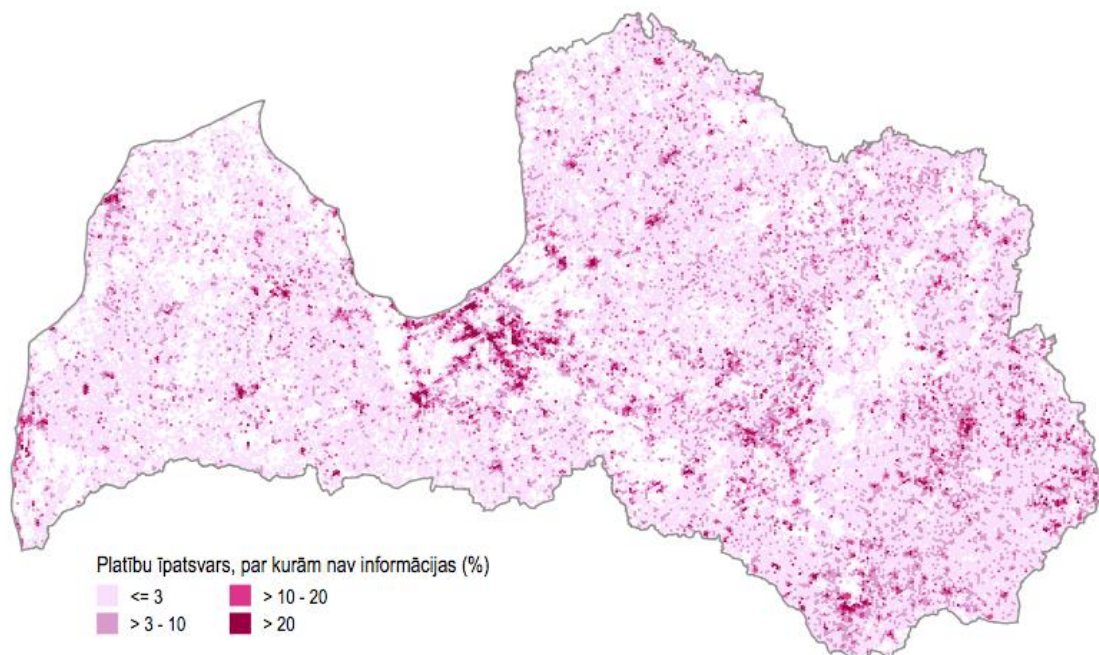 Platību īpatsvars, par kurām nav informācijas (%)
<= 3
> 10 - 20
> 3 - 10
> 20